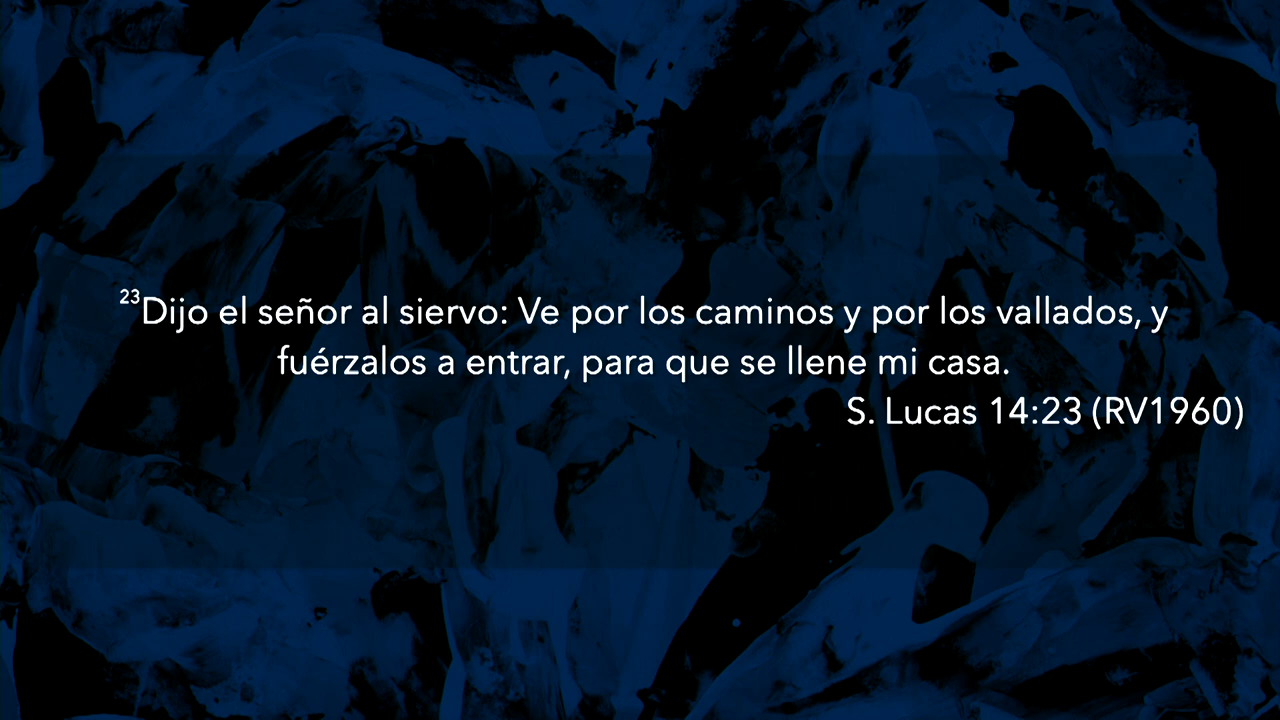 ²³Dijo el señor al siervo: Ve por los caminos y por los vallados, y
fuérzalos a entrar, para que se llene mi casa.
S. Lucas 14:23 (RV1960)